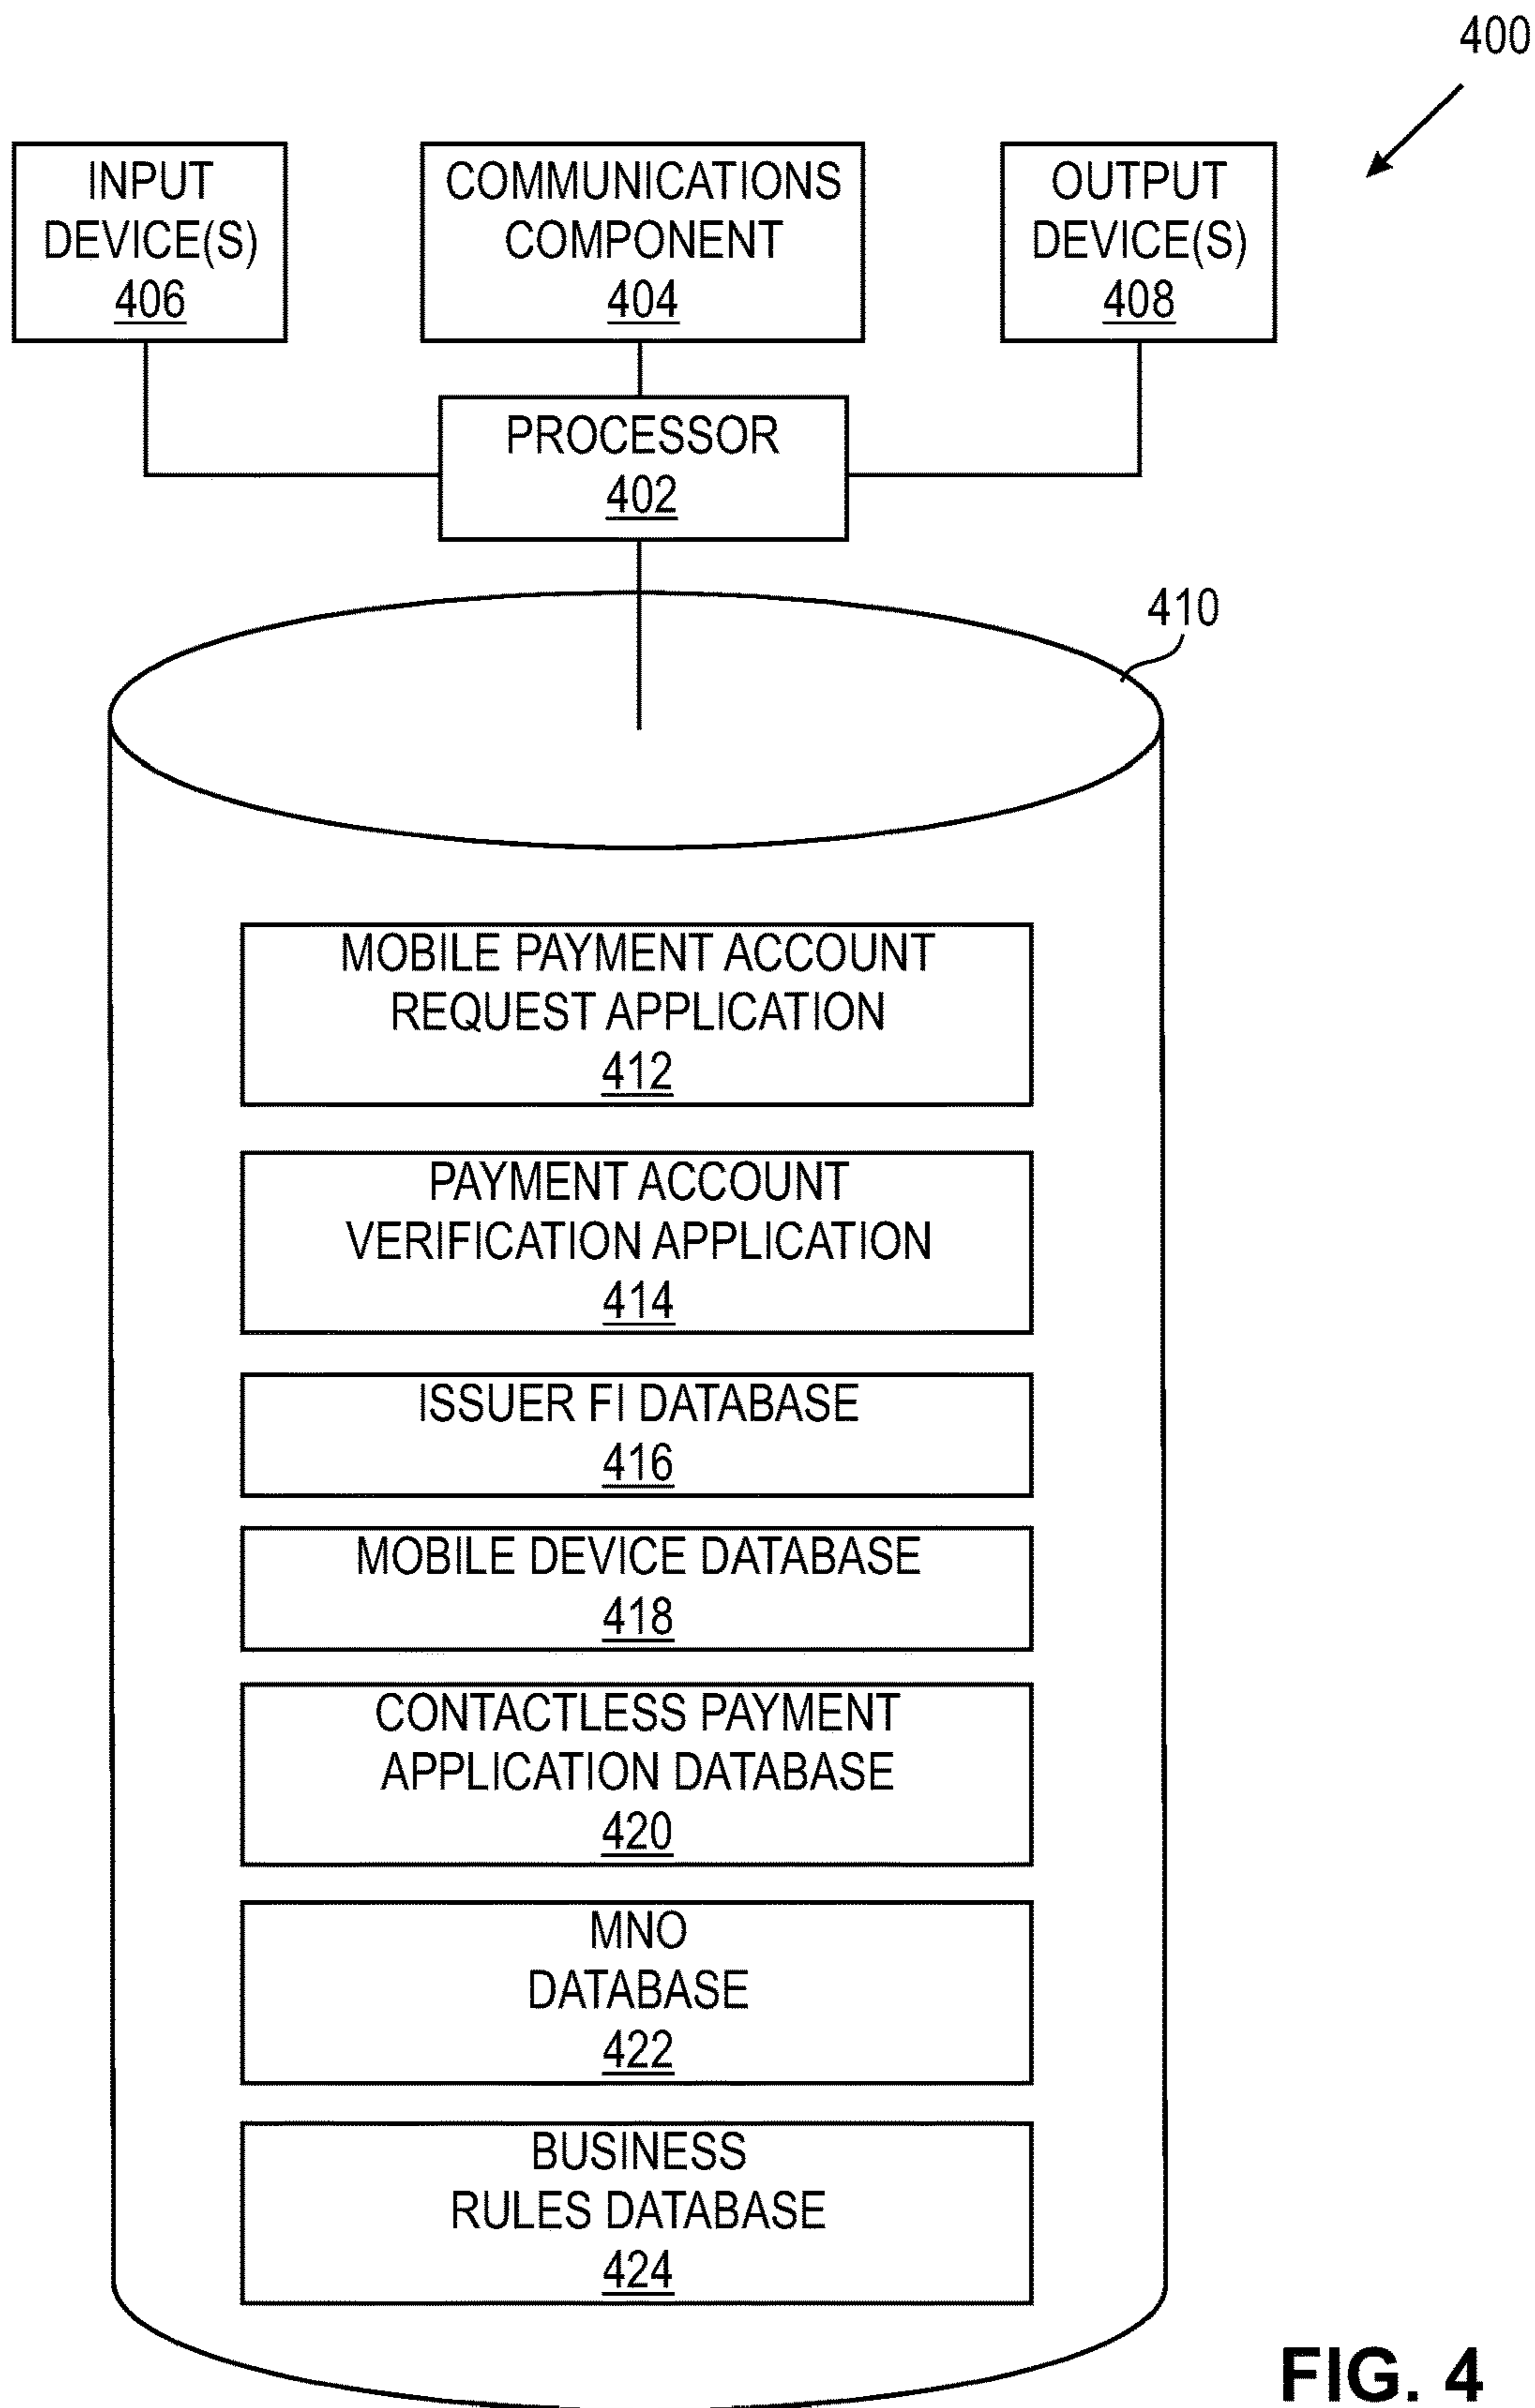 400
INPUT
DEVICE(S)
406
COMMUNICATIONS
COMPONENT
404
OUTPUT
DEVICE(S)
408
PROCESSOR
402
410
MOBILE PAYMENT ACCOUNT
REQUEST APPLICATION
412
PAYMENT ACCOUNT
VERIFICATION APPLICATION
414
ISSUER FI DATABASE
416
MOBILE DEVICE DATABASE
418
CONTACTLESS PAYMENT
APPLICATION DATABASE
420
MNO
DATABASE
422
BUSINESS
RULES DATABASE
424
FIG. 4